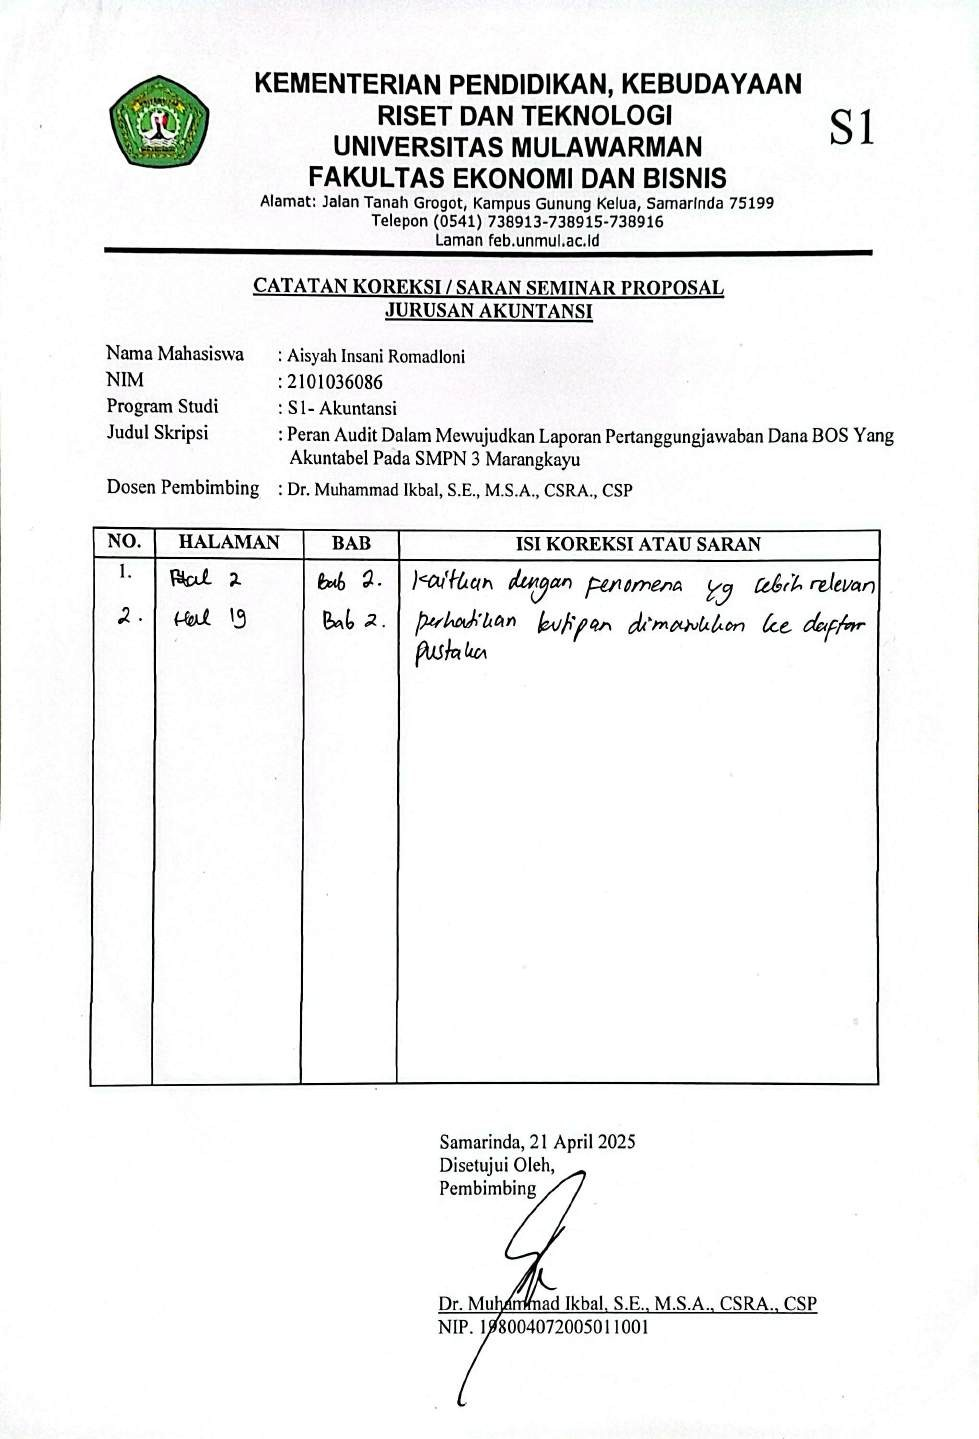 KEMENTERIAN PENDIDIKAN, KEBUDAYAAN
RISET DAN TEKNOLOGI
UNIVERSITAS MULAWARMAN
FAKULTAS EKONOMI DAN BISNIS
Alamat: Jalan Tanah Grogot, Kampus Gunung Kelua, Samarinda 75199
Telepon (0541) 738913-738915-738916
Laman feb.unmul.ac.id
S1
CATATAN KOREKSI / SARAN SEMINAR PROPOSAL
JURUSAN AKUNTANSI
Nama Mahasiswa : Aisyah Insani Romadloni
NIM : 2101036086
Program Studi : S1- Akuntansi
Judul Skripsi : Peran Audit Dalam Mewujudkan Laporan Pertanggungjawaban Dana BOS Yang
Akuntabel Pada SMPN 3 Marangkayu
Dosen Pembimbing : Dr. Muhammad Ikbal, S.E., M.S.A., CSRA., CSP
NO. HALAMAN BAB ISI KOREKSI ATAU SARAN
1. Hal 2 Bab 2. Kaitkan dengan fenomena yg lebih relevan
2. Hal 19 Bab 2. perhatikan kutipan dimasukkan ke daftar
pustaka
Samarinda, 21 April 2025
Disetujui Oleh,
Pembimbing
Dr. Muhammad Ikbal, S.E., M.S.A., CSRA., CSP
NIP. 198004072005011001